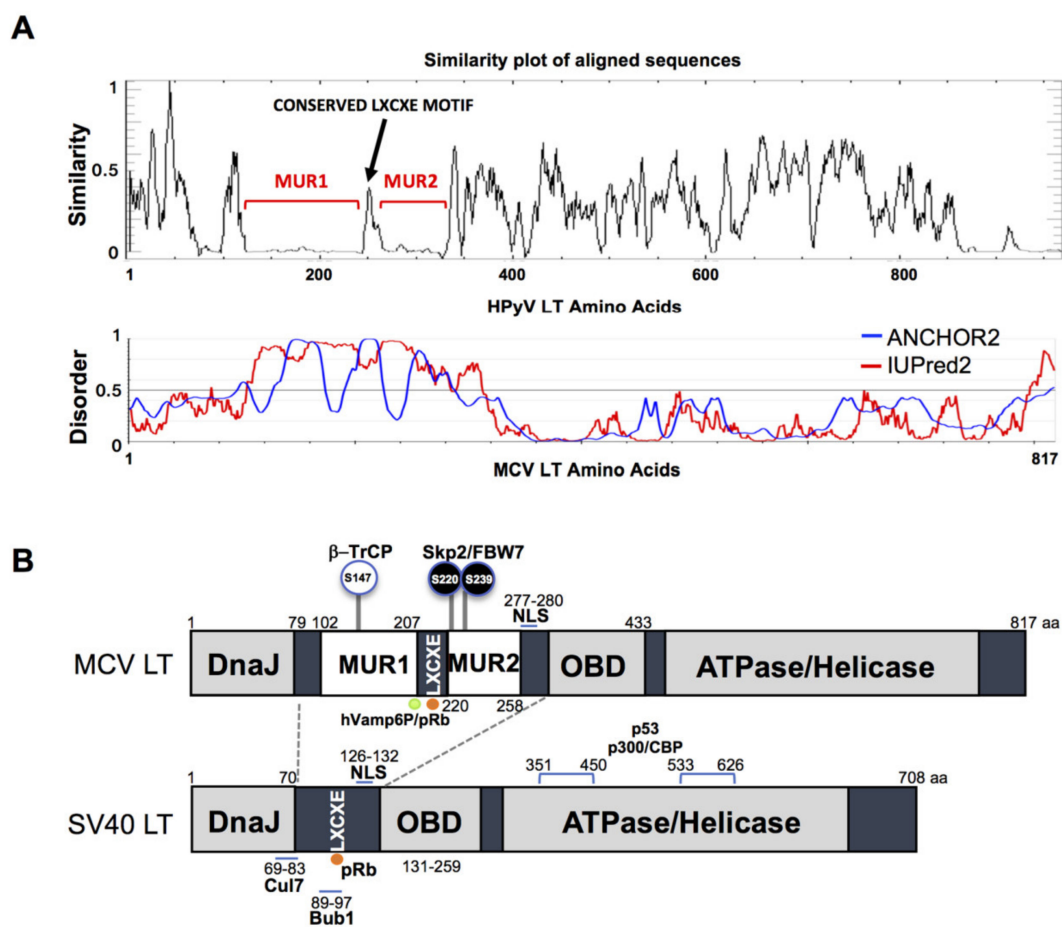 A
Similarity plot of aligned sequences
1
0.5
0
Similarity
CONSERVED LXCXE MOTIF
MUR1
MUR2
1
200
400
600
800
HPyV LT Amino Acids
1
0.5
0
Disorder
ANCHOR2
IUPred2
1
817
MCV LT Amino Acids
B
β–TrCP
Skp2/FBW7
S147
S220
S239
277-280
NLS
1
79
102
207
433
817 aa
MCV LT
DnaJ
MUR1
LXCXE
MUR2
OBD
ATPase/Helicase
hVamp6P/pRb
220
258
126-132
NLS
p53
p300/CBP
1
70
351
450
533
626
708 aa
SV40 LT
DnaJ
LXCXE
OBD
ATPase/Helicase
69-83
Cul7
pRb
131-259
89-97
Bub1